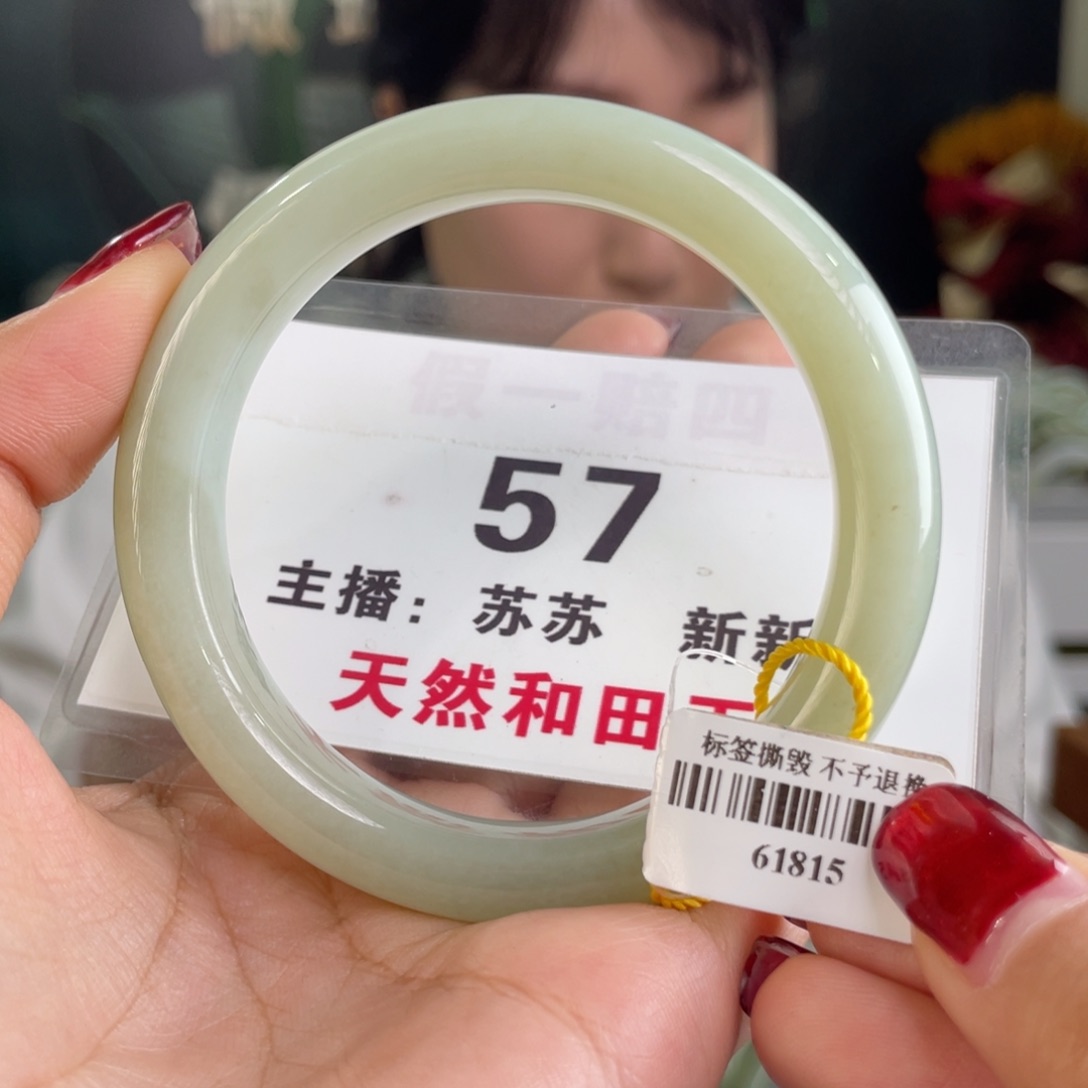 假一赔四
57
主播：苏苏 新新
天然和田玉
标签撕毁 不予退换
61815